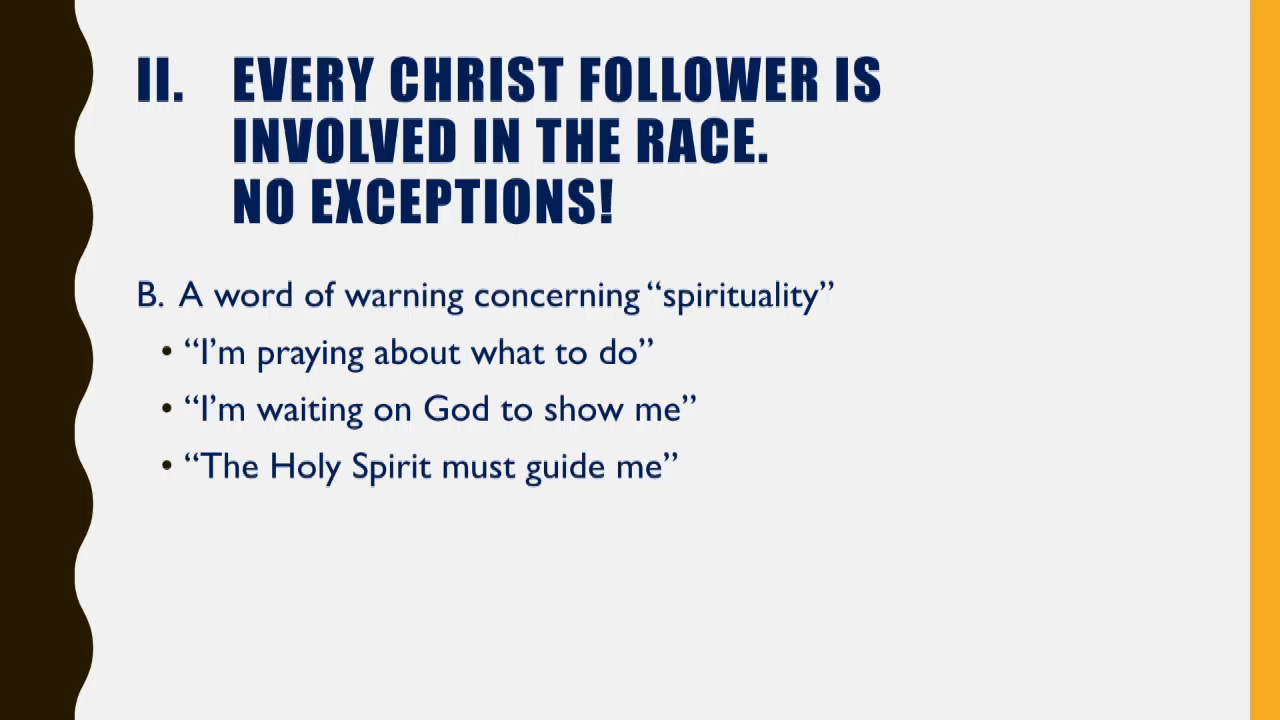 II. EVERY CHRIST FOLLOWER IS
INVOLVED IN THE RACE.
NO EXCEPTIONS!
B. A word of warning concerning “spirituality”
• “I’m praying about what to do”
• “I’m waiting on God to show me”
• “The Holy Spirit must guide me”